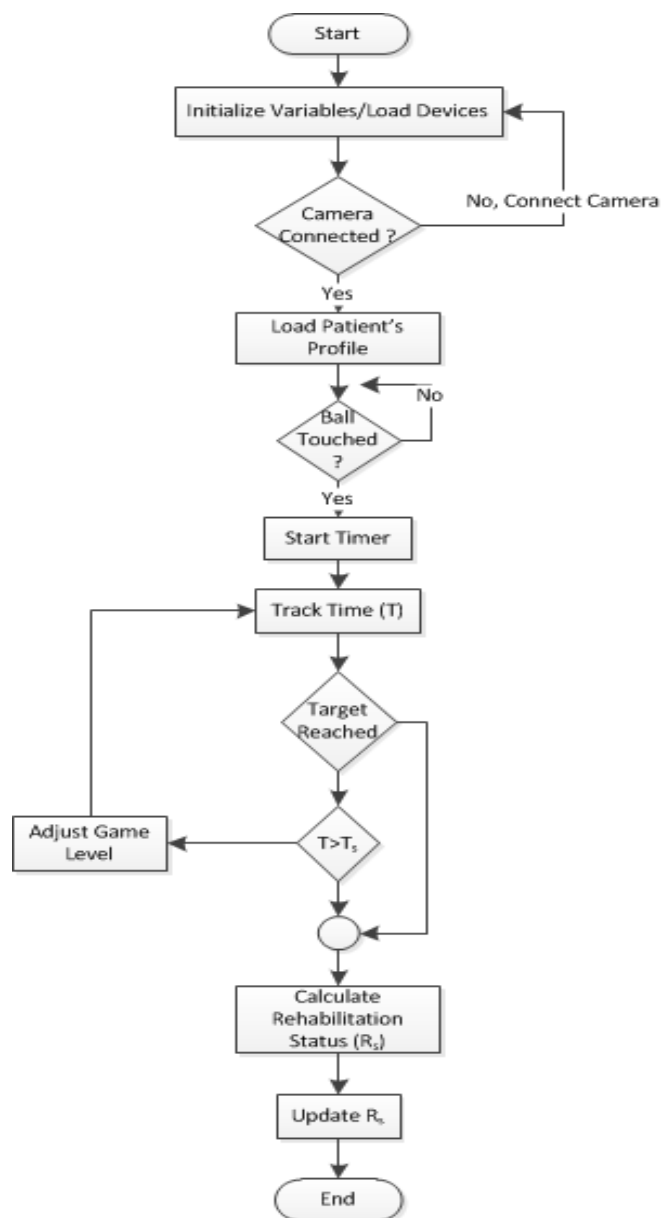 Start
Initialize Variables/Load Devices
Camera
Connected ?
No, Connect Camera
Yes
Load Patient's
Profile
No
Ball
Touched
?
Yes
Start Timer
Track Time (T)
Target
Reached
Adjust Game
Level
T>Tₛ
Calculate
Rehabilitation
Status (Rₛ)
Update Rₛ
End